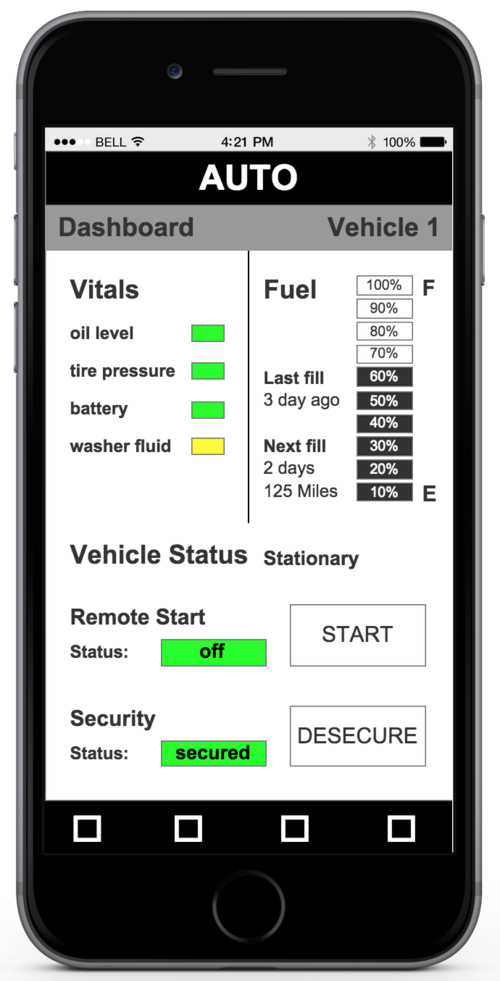 BELL 4:21 PM 100%
AUTO
Dashboard Vehicle 1
Vitals
oil level
tire pressure
battery
washer fluid
Fuel
Last fill
3 day ago
Next fill
2 days
125 Miles
100% F
90%
80%
70%
60%
50%
40%
30%
20%
10% E
Vehicle Status Stationary
Remote Start
Status: off
START
Security
Status: secured
DESECURE